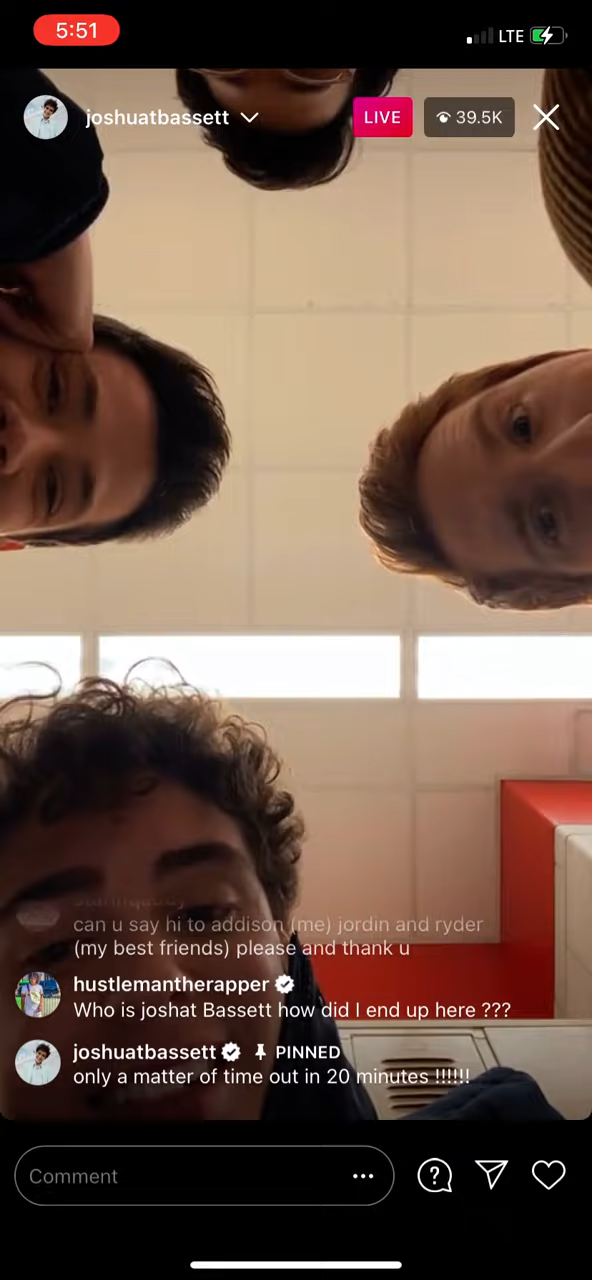 5:51
LTE
joshuatbassett
LIVE
39.5K
can u say hi to addison (me) jordin and ryder
(my best friends) please and thank u
hustlemantherapper
Who is joshat Bassett how did I end up here ???
joshuatbassett PINNED
only a matter of time out in 20 minutes !!!!!!
Comment